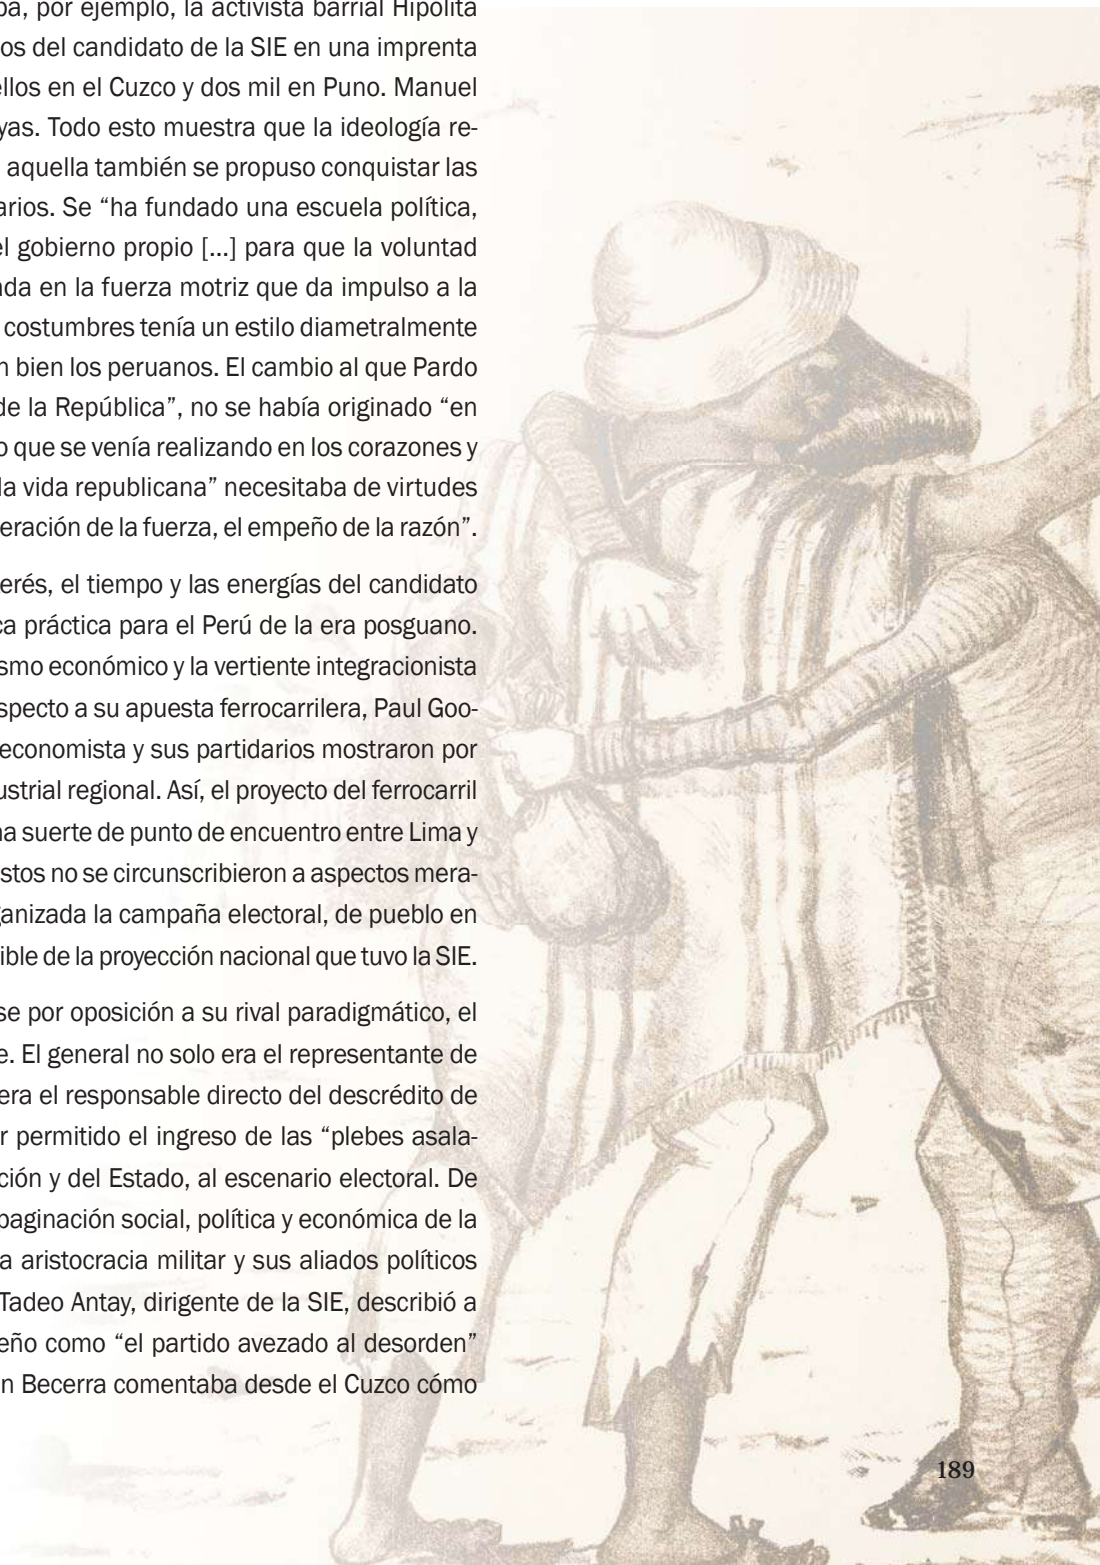 ba, por ejemplo, la activista barrial Hipólita
os del candidato de la SIE en una imprenta
ellos en el Cuzco y dos mil en Puno. Manuel
yas. Todo esto muestra que la ideología re-
aquella también se propuso conquistar las
arios. Se “ha fundado una escuela política,
el gobierno propio [...] para que la voluntad
ada en la fuerza motriz que da impulso a la
costumbres tenía un estilo diametralmente
n bien los peruanos. El cambio al que Pardo
de la República”, no se había originado “en
o que se venía realizando en los corazones y
la vida republicana” necesitaba de virtudes
eración de la fuerza, el empeño de la razón”.
terés, el tiempo y las energías del candidato
ca práctica para el Perú de la era posguano.
ismo económico y la vertiente integracionista
specto a su apuesta ferrocarrilera, Paul Goo-
economista y sus partidarios mostraron por
ustrial regional. Así, el proyecto del ferrocarril
na suerte de punto de encuentro entre Lima y
stos no se circunscribieron a aspectos mera-
ganizada la campaña electoral, de pueblo en
ible de la proyección nacional que tuvo la SIE.
se por oposición a su rival paradigmático, el
e. El general no solo era el representante de
era el responsable directo del descrédito de
r permitido el ingreso de las “plebes asala-
ción y del Estado, al escenario electoral. De
paginación social, política y económica de la
a aristocracia militar y sus aliados políticos
Tadeo Antay, dirigente de la SIE, describió a
eño como “el partido avezado al desorden”
n Becerra comentaba desde el Cuzco cómo
189